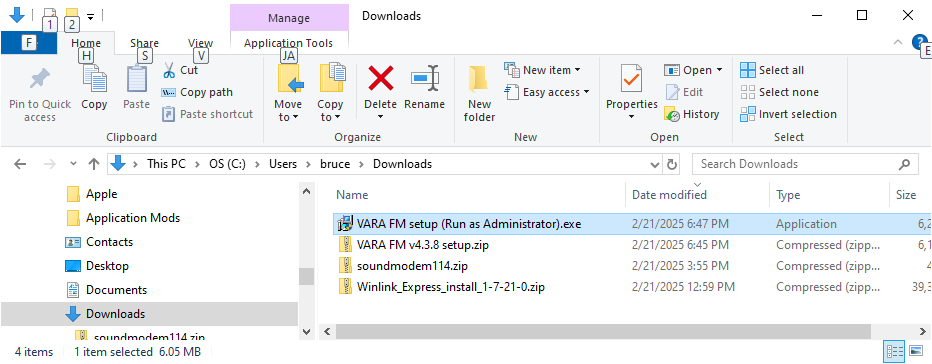 Manage Downloads
1 2
F Home Share View Application Tools
H S V JA E
Pin to Quick access
Copy
Paste
Cut
Copy path
Paste shortcut
Clipboard
Move to
Copy to
Delete
Rename
Organize
New folder
New item
Easy access
New
Properties
Open
Edit
History
Open
Select all
Select none
Invert selection
Select
This PC > OS (C:) > Users > bruce > Downloads
Search Downloads
Apple
Application Mods
Contacts
Desktop
Documents
Downloads
soundmodem114.zip
Name Date modified Type Size
VARA FM setup (Run as Administrator).exe 2/21/2025 6:47 PM Application 6,2
VARA FM v4.3.8 setup.zip 2/21/2025 6:45 PM Compressed (zipp... 6,1
soundmodem114.zip 2/21/2025 3:55 PM Compressed (zipp... 4
Winlink_Express_install_1-7-21-0.zip 2/21/2025 12:59 PM Compressed (zipp... 39,3
4 items 1 item selected 6.05 MB